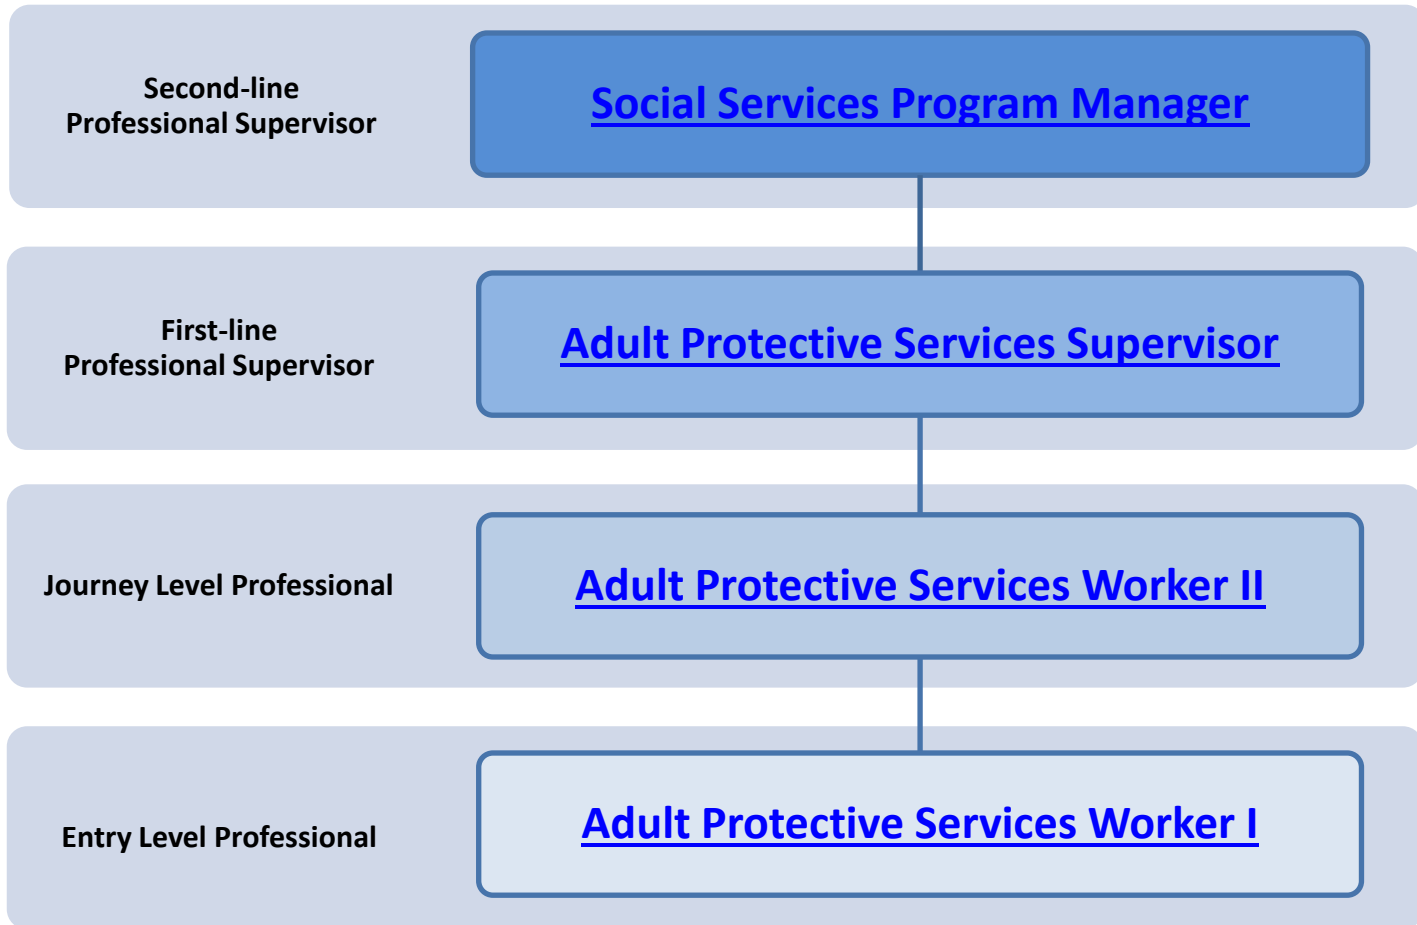 Second-line
Professional Supervisor
Social Services Program Manager
First-line
Professional Supervisor
Adult Protective Services Supervisor
Journey Level Professional
Adult Protective Services Worker II
Entry Level Professional
Adult Protective Services Worker I